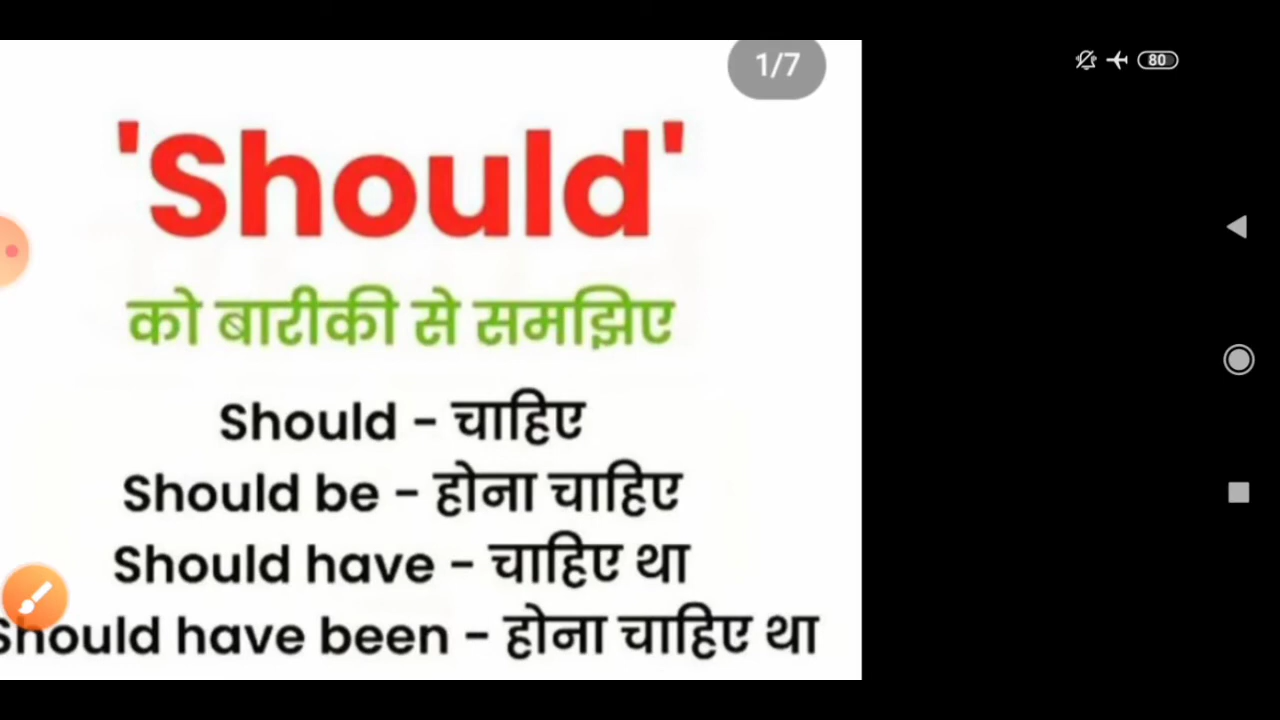 1/7
80
'Should'
को बारीकी से समझिए
Should - चाहिए
Should be - होना चाहिए
Should have - चाहिए था
Should have been - होना चाहिए था